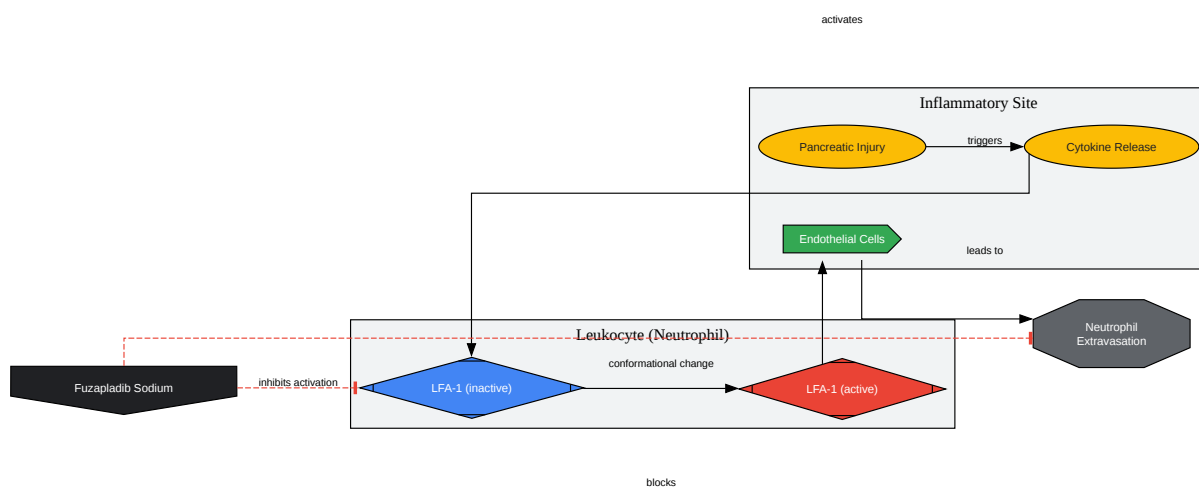 activates
Inflammatory Site
Pancreatic Injury
triggers
Cytokine Release
Endothelial Cells
leads to
Neutrophil
Extravasation
Leukocyte (Neutrophil)
conformational change
Fuzapladib Sodium
inhibits activation
LFA-1 (inactive)
LFA-1 (active)
blocks